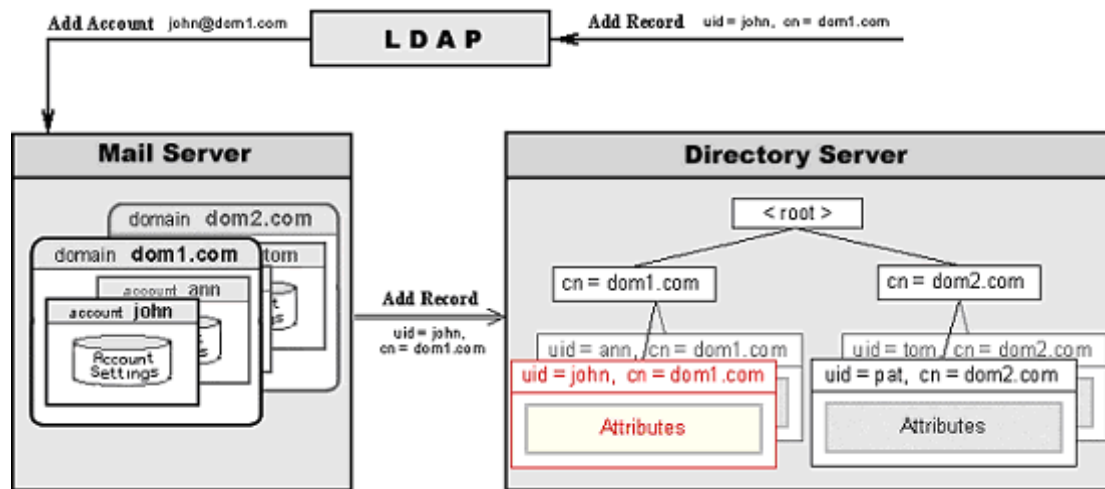 Add Account john@dom1.com
LDAP
Add Record uid = john, cn = dom1.com
Mail Server
domain dom2.com
tom
domain dom1.com
account ann
account john
Account
Settings
Add Record
uid = john,
cn = dom1.com
Directory Server
< root >
cn = dom1.com
cn = dom2.com
uid = ann, cn = dom1.com
uid = tom, cn = dom2.com
uid = john, cn = dom1.com
uid = pat, cn = dom2.com
Attributes
Attributes